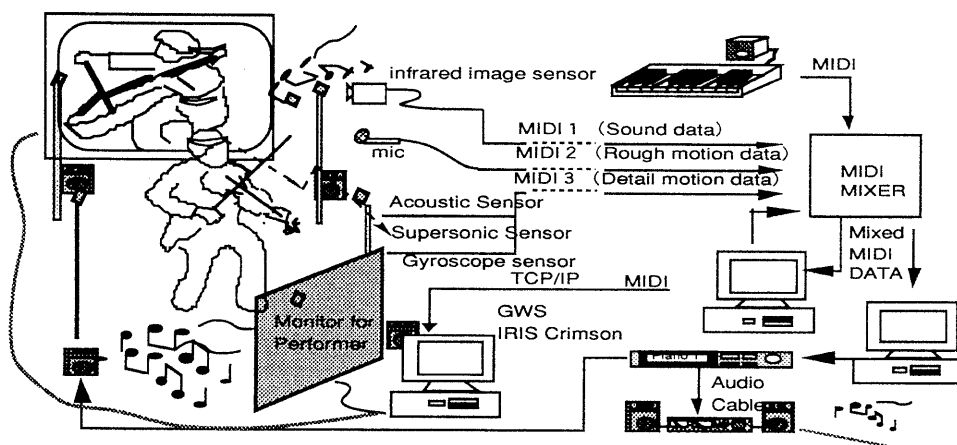 infrared image sensor
MIDI
MIDI 1 (Sound data)
mic
MIDI 2 (Rough motion data)
MIDI 3 (Detail motion data)
MIDI
MIXER
Acoustic Sensor
Supersonic Sensor
Gyroscope sensor
Mixed
MIDI
DATA
TCP/IP
MIDI
GWS
IRIS Crimson
Monitor for
Performer
Piano 1
Audio
Cable